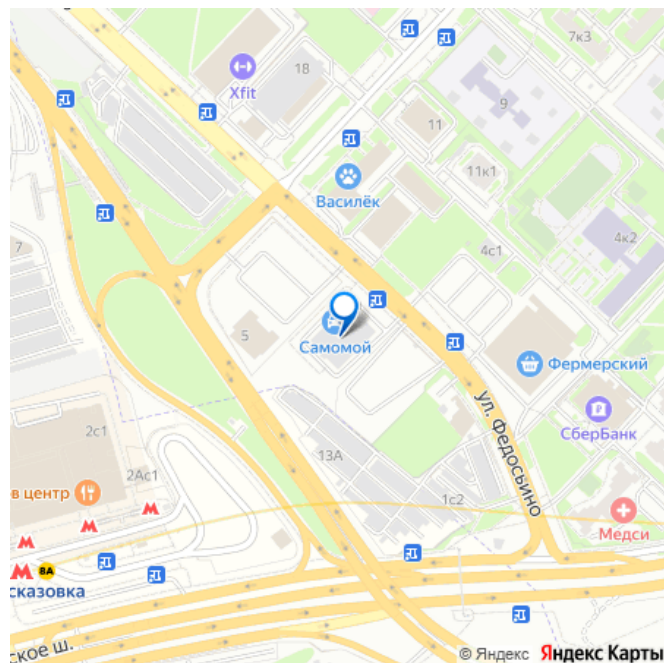 7к3
Xfit
18
9
11
11к1
Василёк
4с1
4к2
7
5
Самомой
Фермерский
ул. Федосьино
СберБанк
2с1
2Ас1
13А
1с2
в центр
М
М
М
Медси
М 8А
сказовка
ское ш.
© Яндекс Яндекс Карты